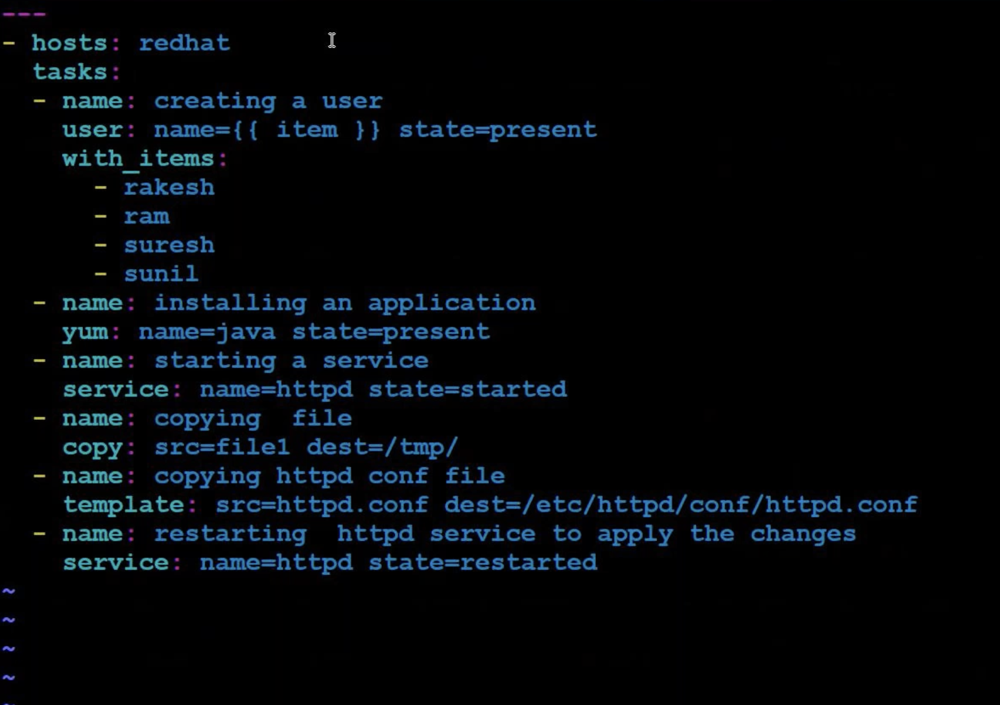 ---
- hosts: redhat
  tasks:
  - name: creating a user
    user: name={{ item }} state=present
    with_items:
      - rakesh
      - ram
      - suresh
      - sunil
  - name: installing an application
    yum: name=java state=present
  - name: starting a service
    service: name=httpd state=started
  - name: copying  file
    copy: src=file1 dest=/tmp/
  - name: copying httpd conf file
    template: src=httpd.conf dest=/etc/httpd/conf/httpd.conf
  - name: restarting  httpd service to apply the changes
    service: name=httpd state=restarted
~
~
~
~
~